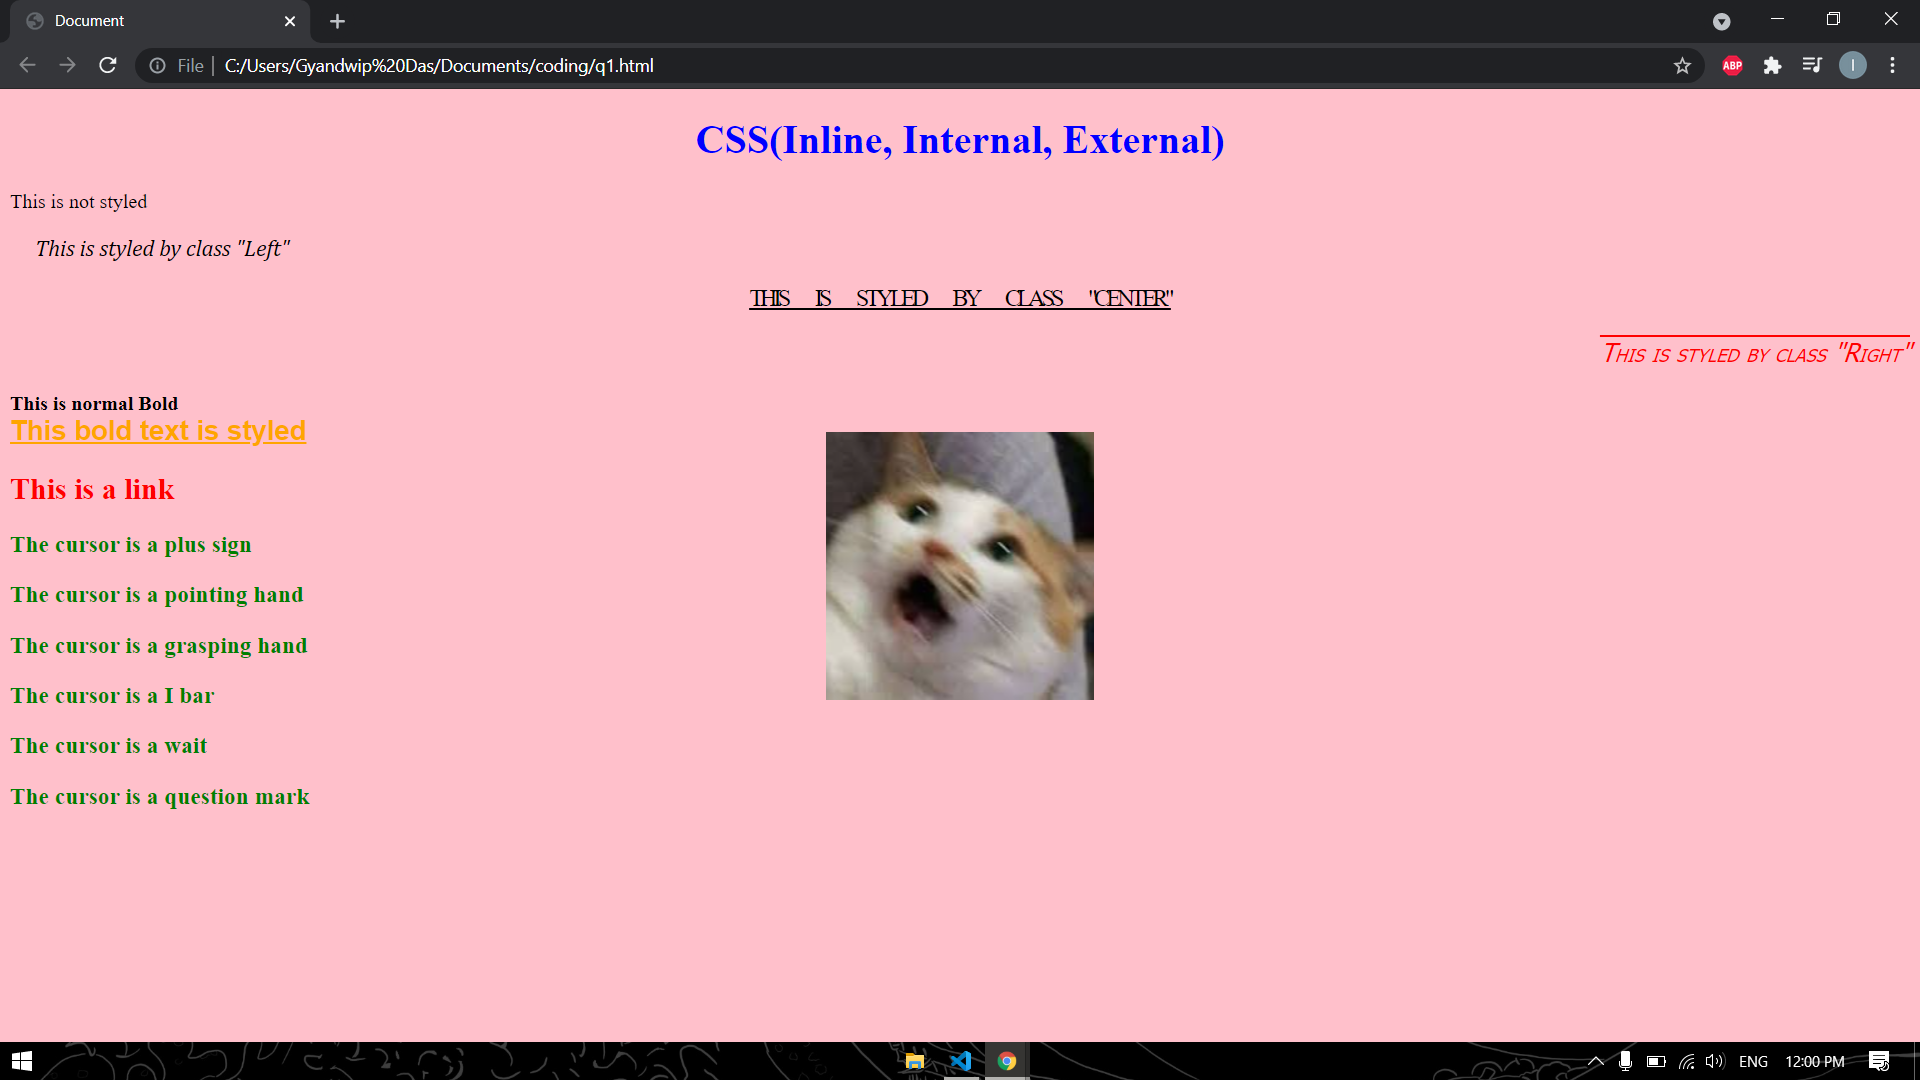 Document
File
C:/Users/Gyandwip%20Das/Documents/coding/q1.html
ABP
I
CSS(Inline, Internal, External)
This is not styled
This is styled by class "Left"
THIS IS STYLED BY CLASS "CENTER"
This is styled by class "Right"
This is normal Bold
This bold text is styled
This is a link
The cursor is a plus sign
The cursor is a pointing hand
The cursor is a grasping hand
The cursor is a I bar
The cursor is a wait
The cursor is a question mark
ENG
12:00 PM